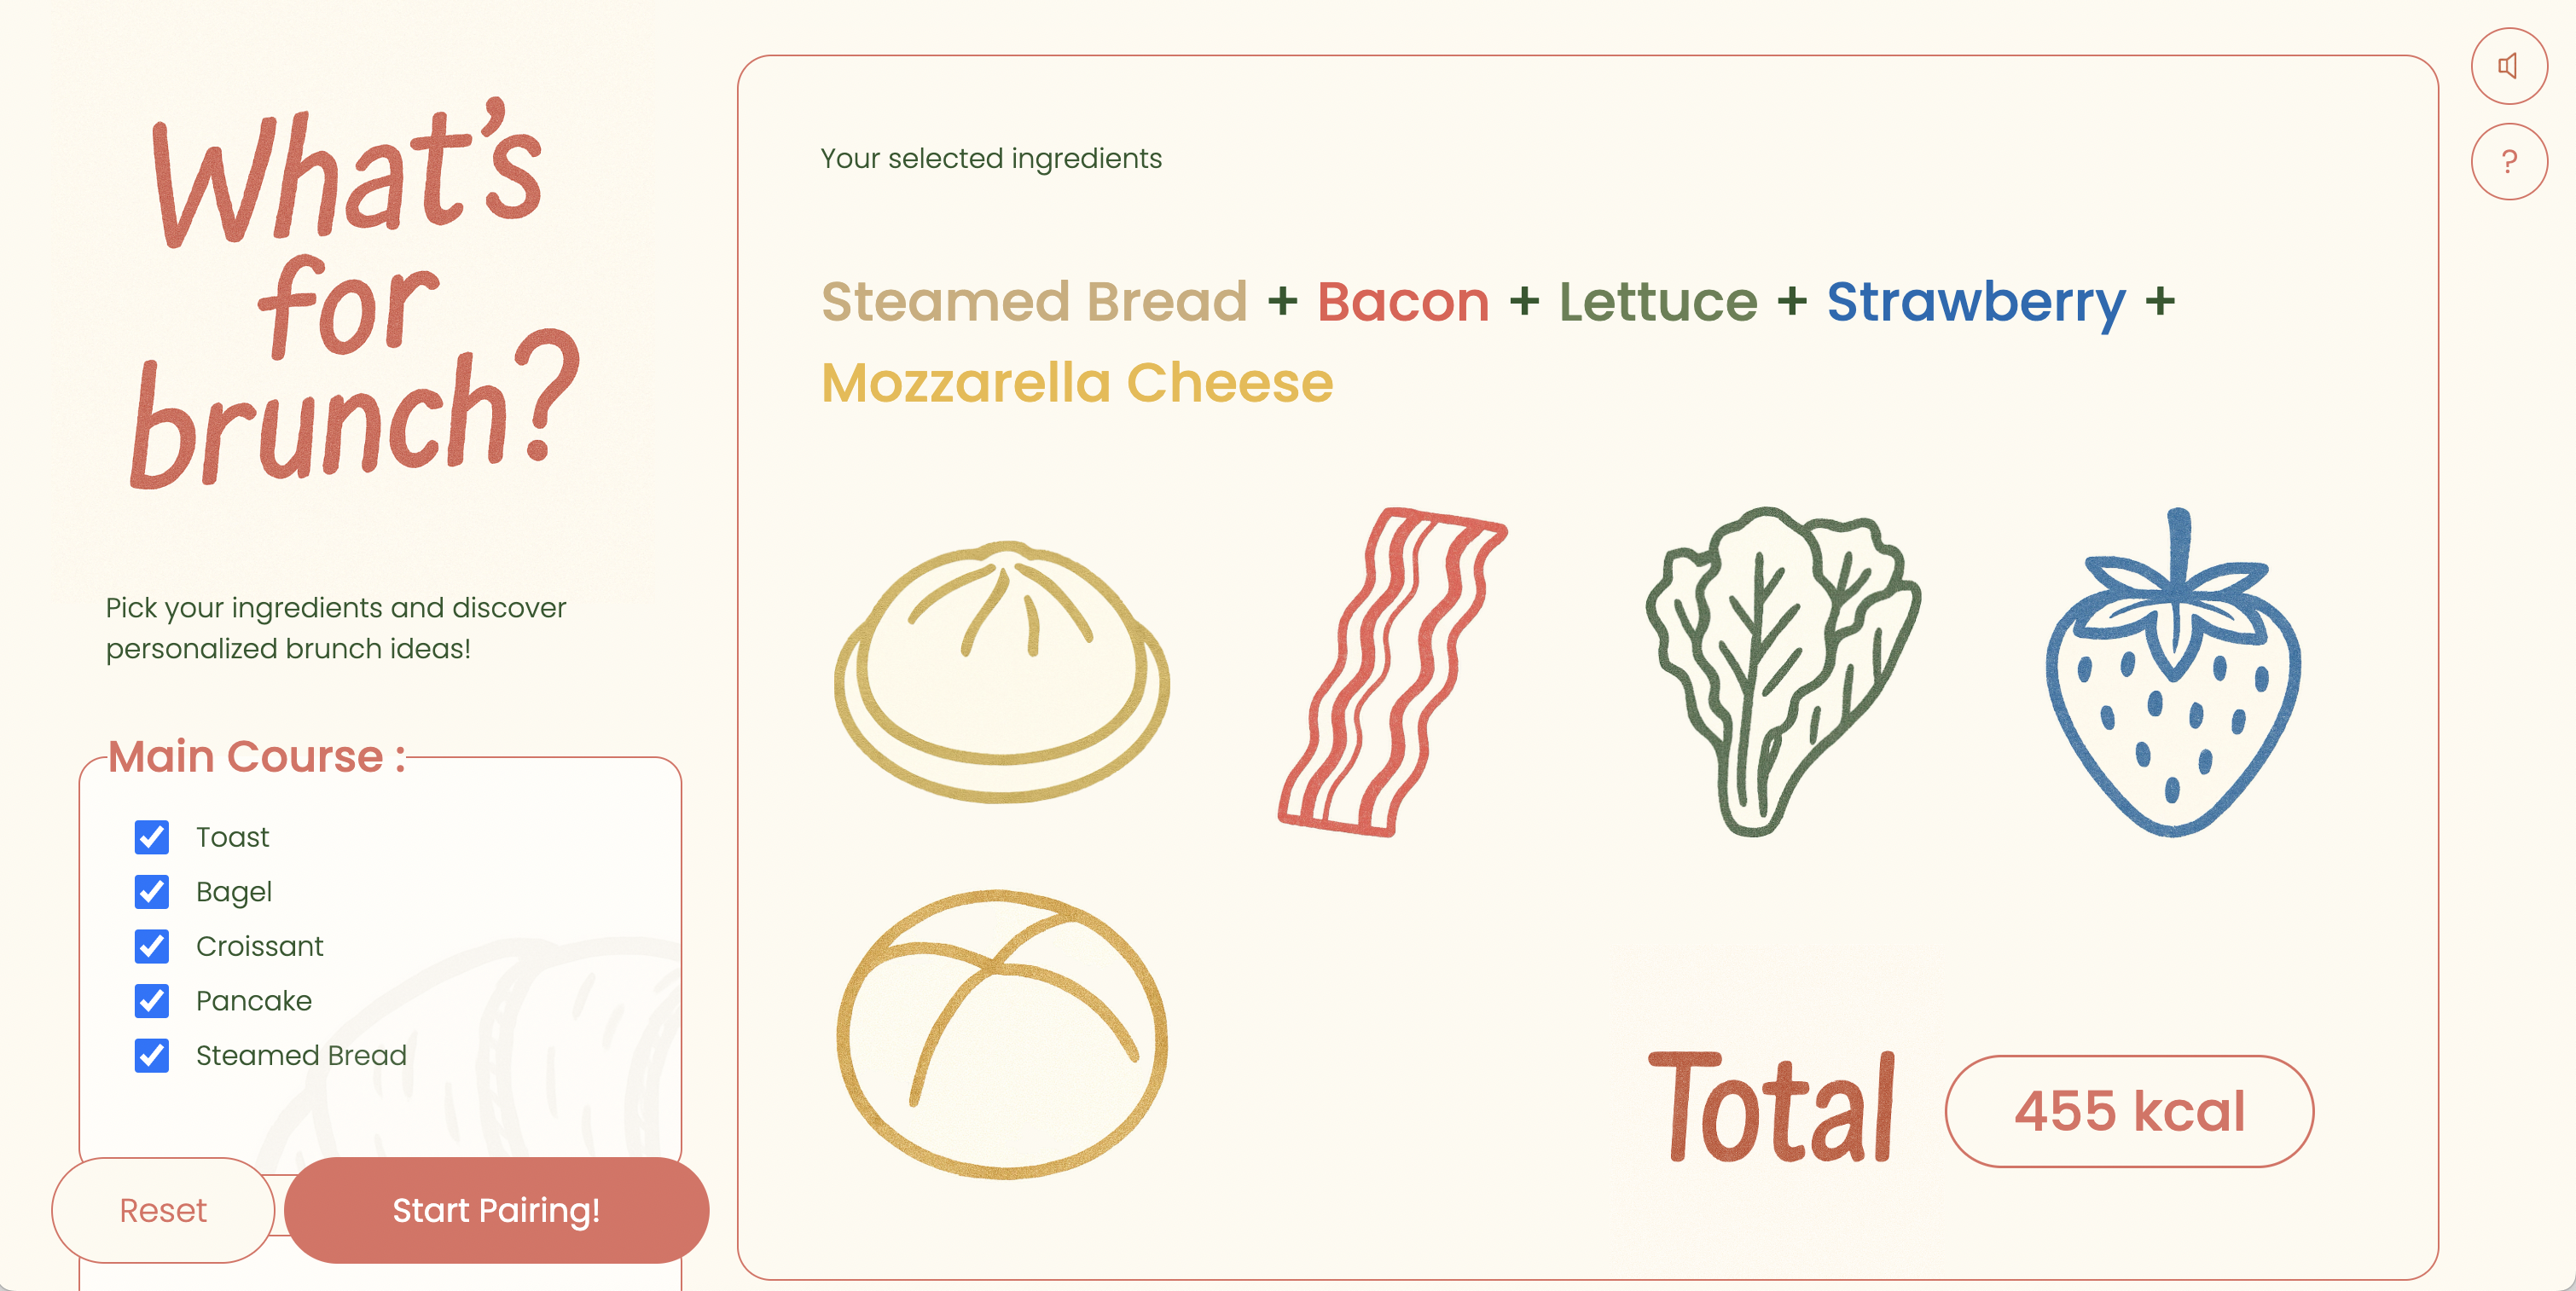 What's
for
brunch?
Pick your ingredients and discover
personalized brunch ideas!
Main Course :
Toast
Bagel
Croissant
Pancake
Steamed Bread
Reset
Start Pairing!
Your selected ingredients
Steamed Bread + Bacon + Lettuce + Strawberry +
Mozzarella Cheese
Total
455 kcal
?